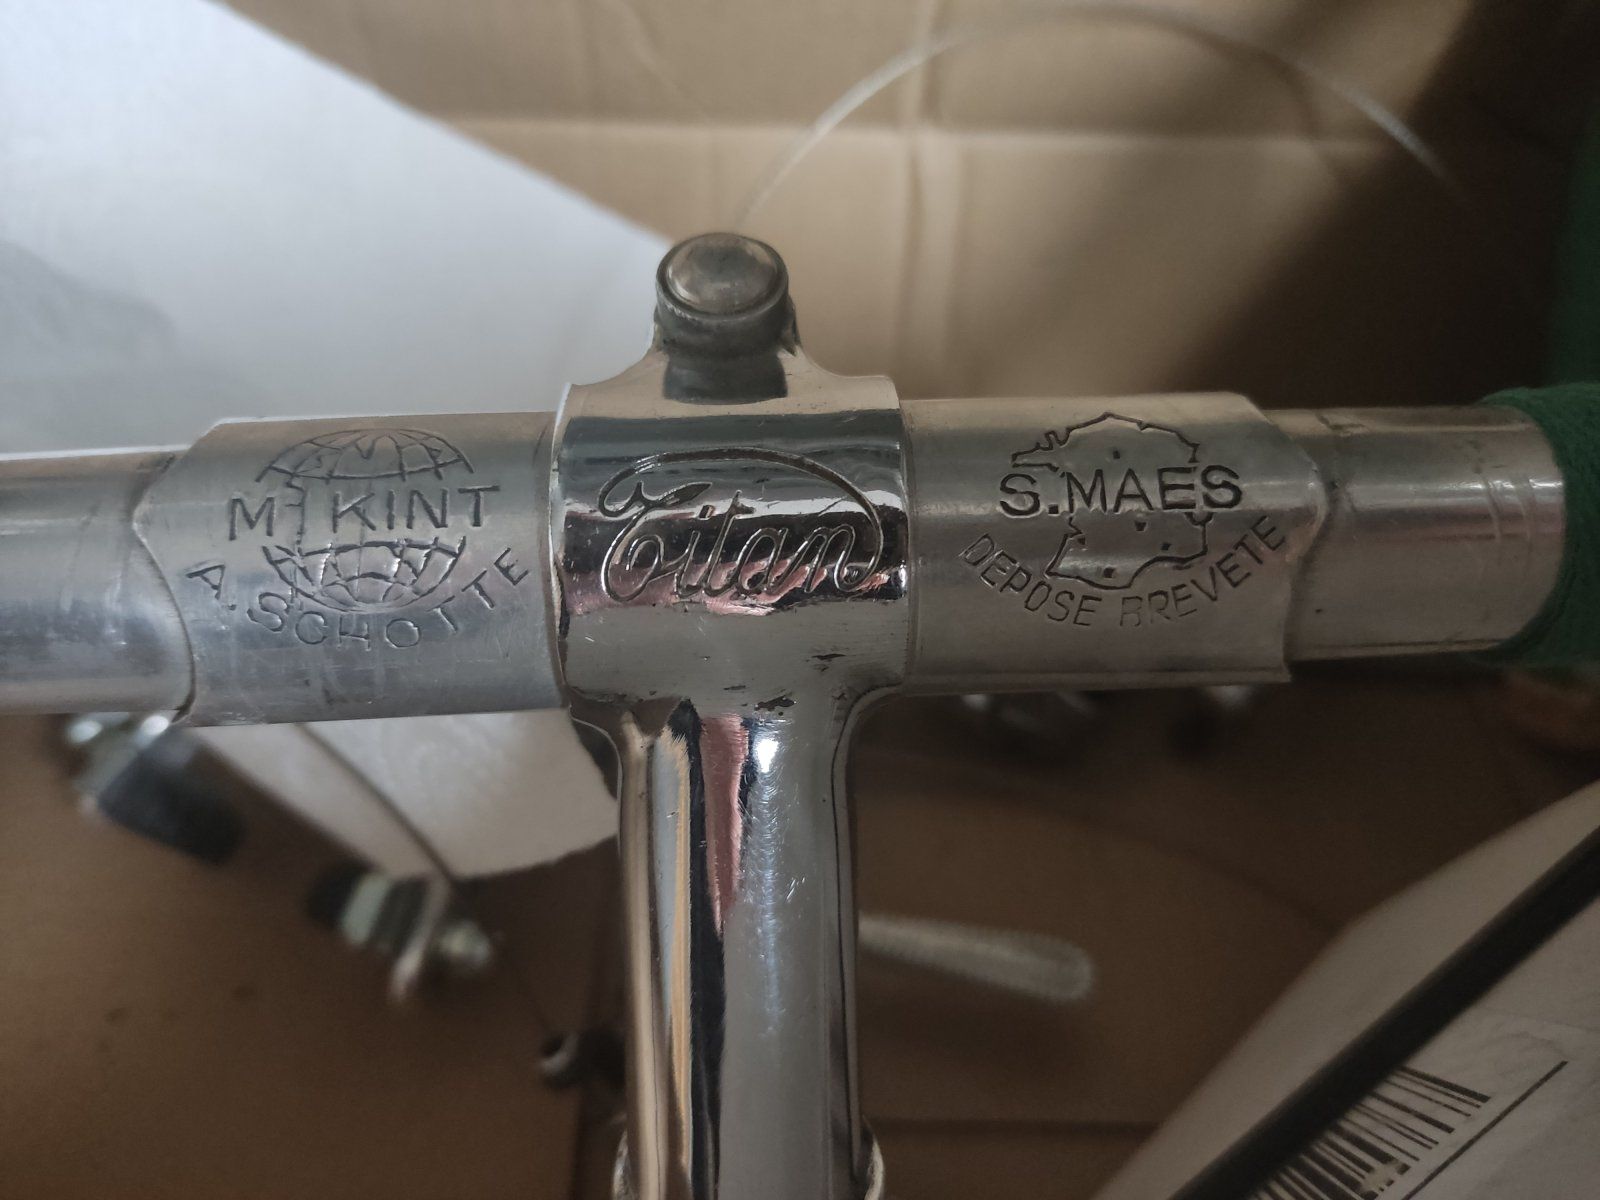 M KINT
A. SCHOTTE
Titan
S. MAES
DEPOSE BREVETE